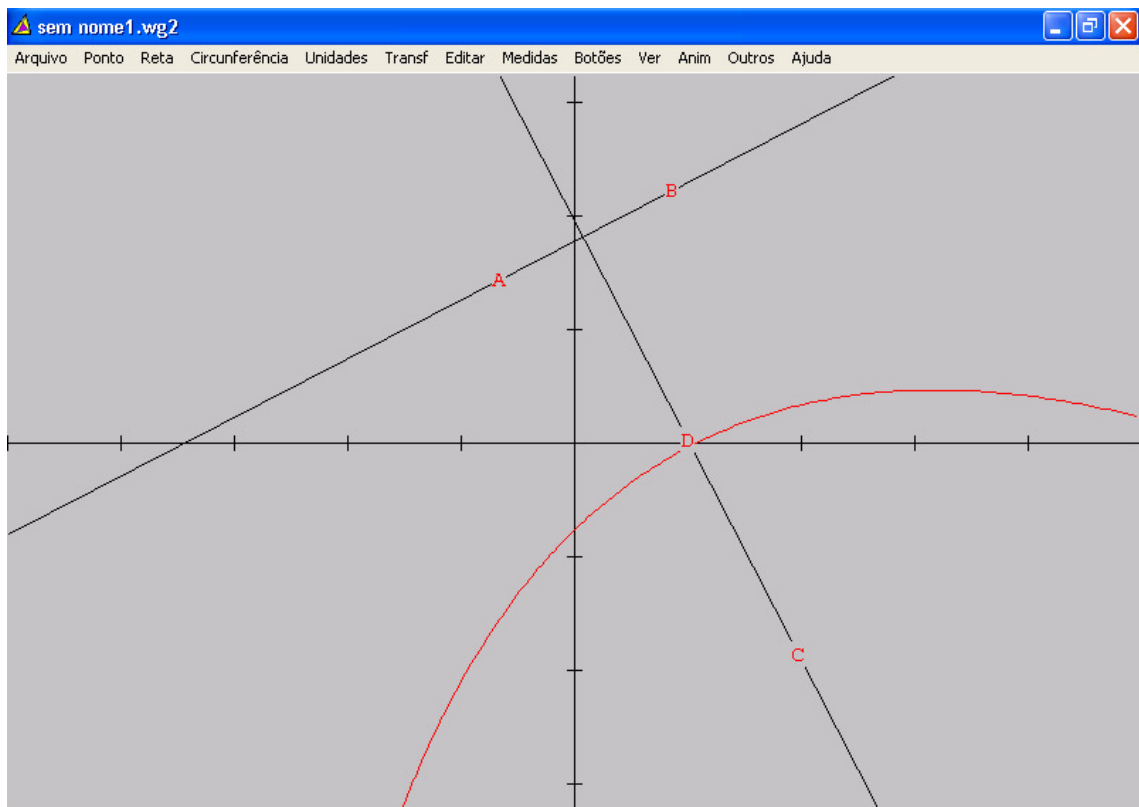 sem nome1.wg2
Arquivo Ponto Reta Circunferência Unidades Transf Editar Medidas Botões Ver Anim Outros Ajuda
B
A
D
C